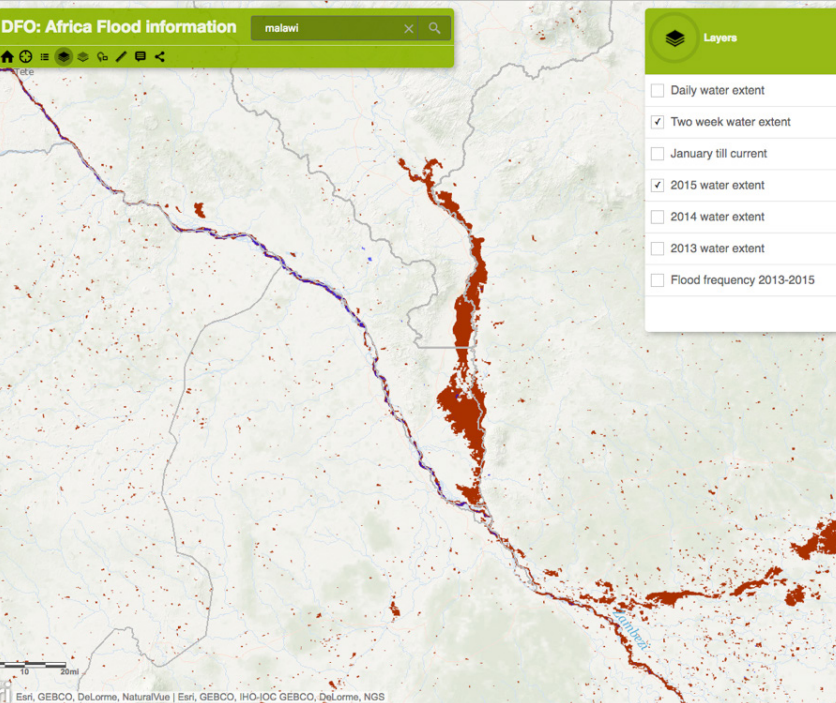 DFO: Africa Flood information
malawi
Layers
Tete
Daily water extent
✓ Two week water extent
January till current
✓ 2015 water extent
2014 water extent
2013 water extent
Flood frequency 2013-2015
Zambezi
10 20mi
Esri, GEBCO, DeLorme, NaturalVue | Esri, GEBCO, IHO-IOC GEBCO, DeLorme, NGS